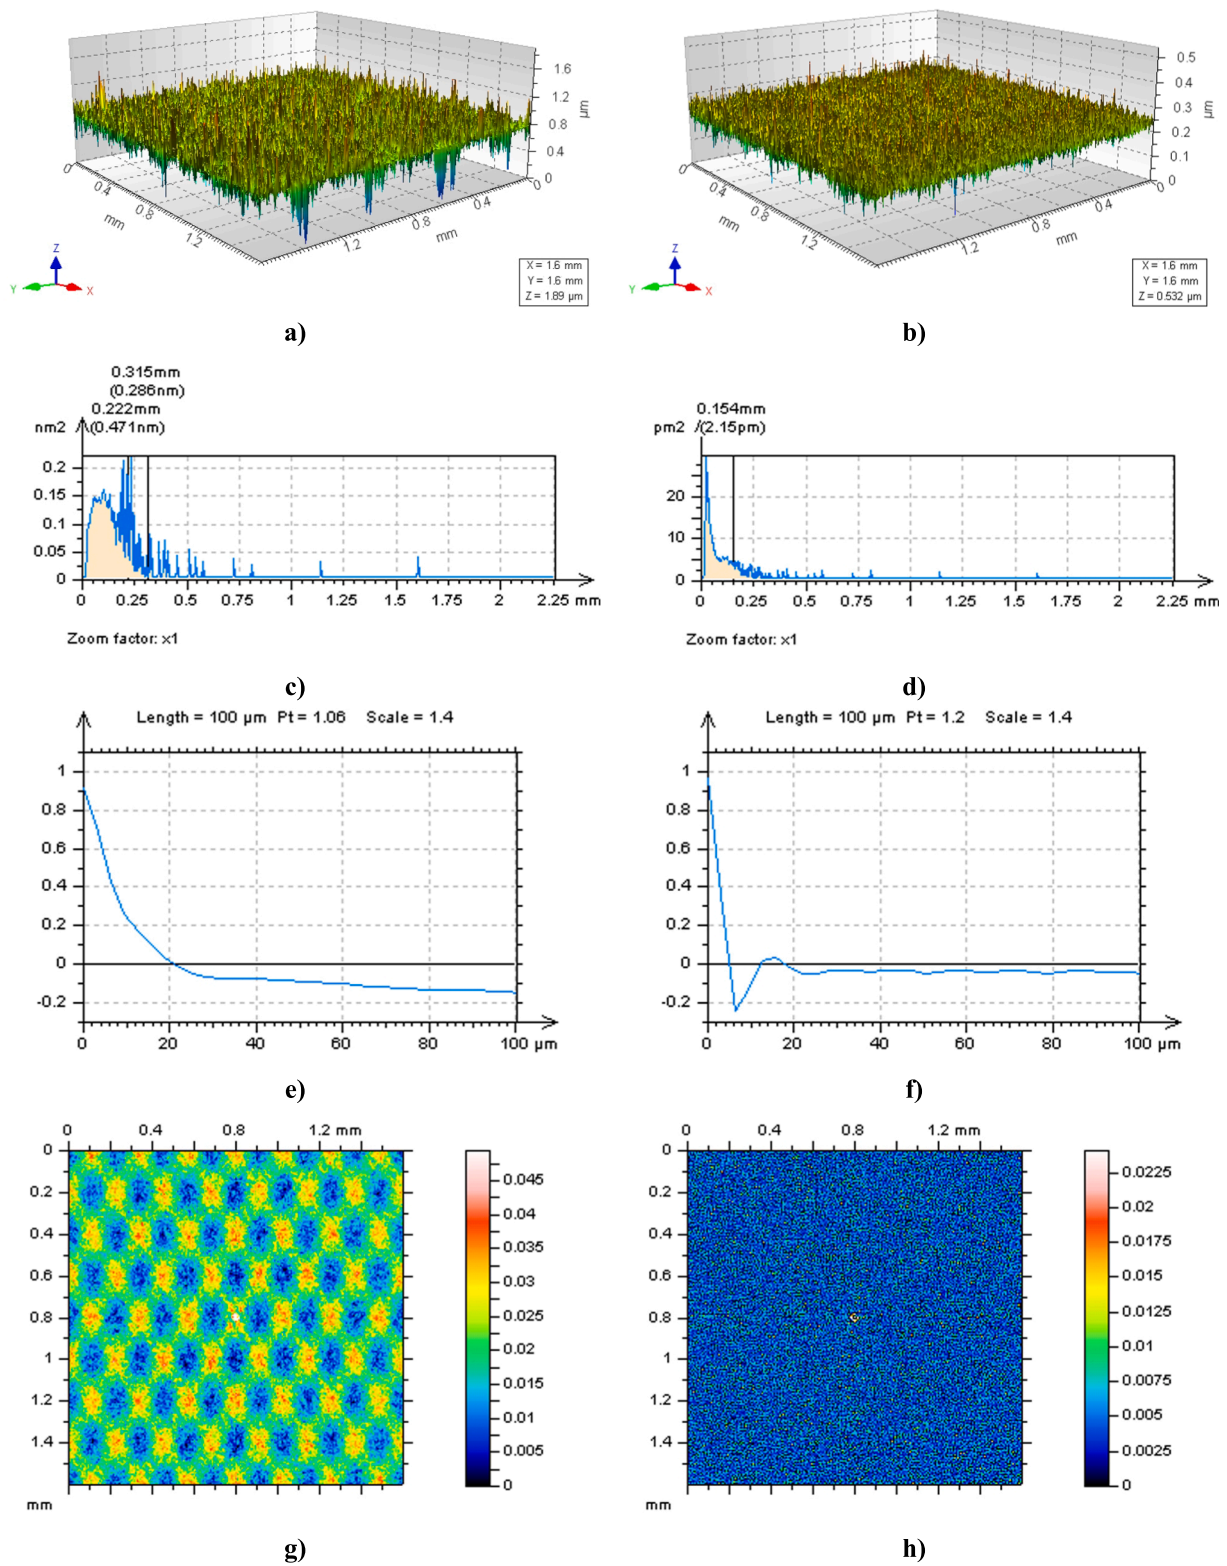 1.6
1.2
0.8
0.4
0
µm
0
0.4
0.8
1.2
mm
1.2
0.8
0.4
0
mm
Z
Y
X
X = 1.6 mm
Y = 1.6 mm
Z = 1.89 µm
a)
0.5
0.4
0.3
0.2
0.1
0
µm
0
0.4
0.8
1.2
mm
1.2
0.8
0.4
0
mm
Z
Y
X
X = 1.6 mm
Y = 1.6 mm
Z = 0.532 µm
b)
0.315mm
(0.286nm)
0.222mm
nm2 (0.471nm)
0.2
0.15
0.1
0.05
0
0 0.25 0.5 0.75 1 1.25 1.5 1.75 2 2.25 mm
Zoom factor: x1
c)
0.154mm
pm2 (2.15pm)
20
10
0
0 0.25 0.5 0.75 1 1.25 1.5 1.75 2 2.25 mm
Zoom factor: x1
d)
Length = 100 µm Pt = 1.06 Scale = 1.4
1
0.8
0.6
0.4
0.2
0
-0.2
0 20 40 60 80 100 µm
e)
Length = 100 µm Pt = 1.2 Scale = 1.4
1
0.8
0.6
0.4
0.2
0
-0.2
0 20 40 60 80 100 µm
f)
0 0.4 0.8 1.2 mm
0
0.2
0.4
0.6
0.8
1
1.2
1.4
mm
0.045
0.04
0.035
0.03
0.025
0.02
0.015
0.01
0.005
0
g)
0 0.4 0.8 1.2 mm
0
0.2
0.4
0.6
0.8
1
1.2
1.4
mm
0.0225
0.02
0.0175
0.015
0.0125
0.01
0.0075
0.005
0.0025
0
h)